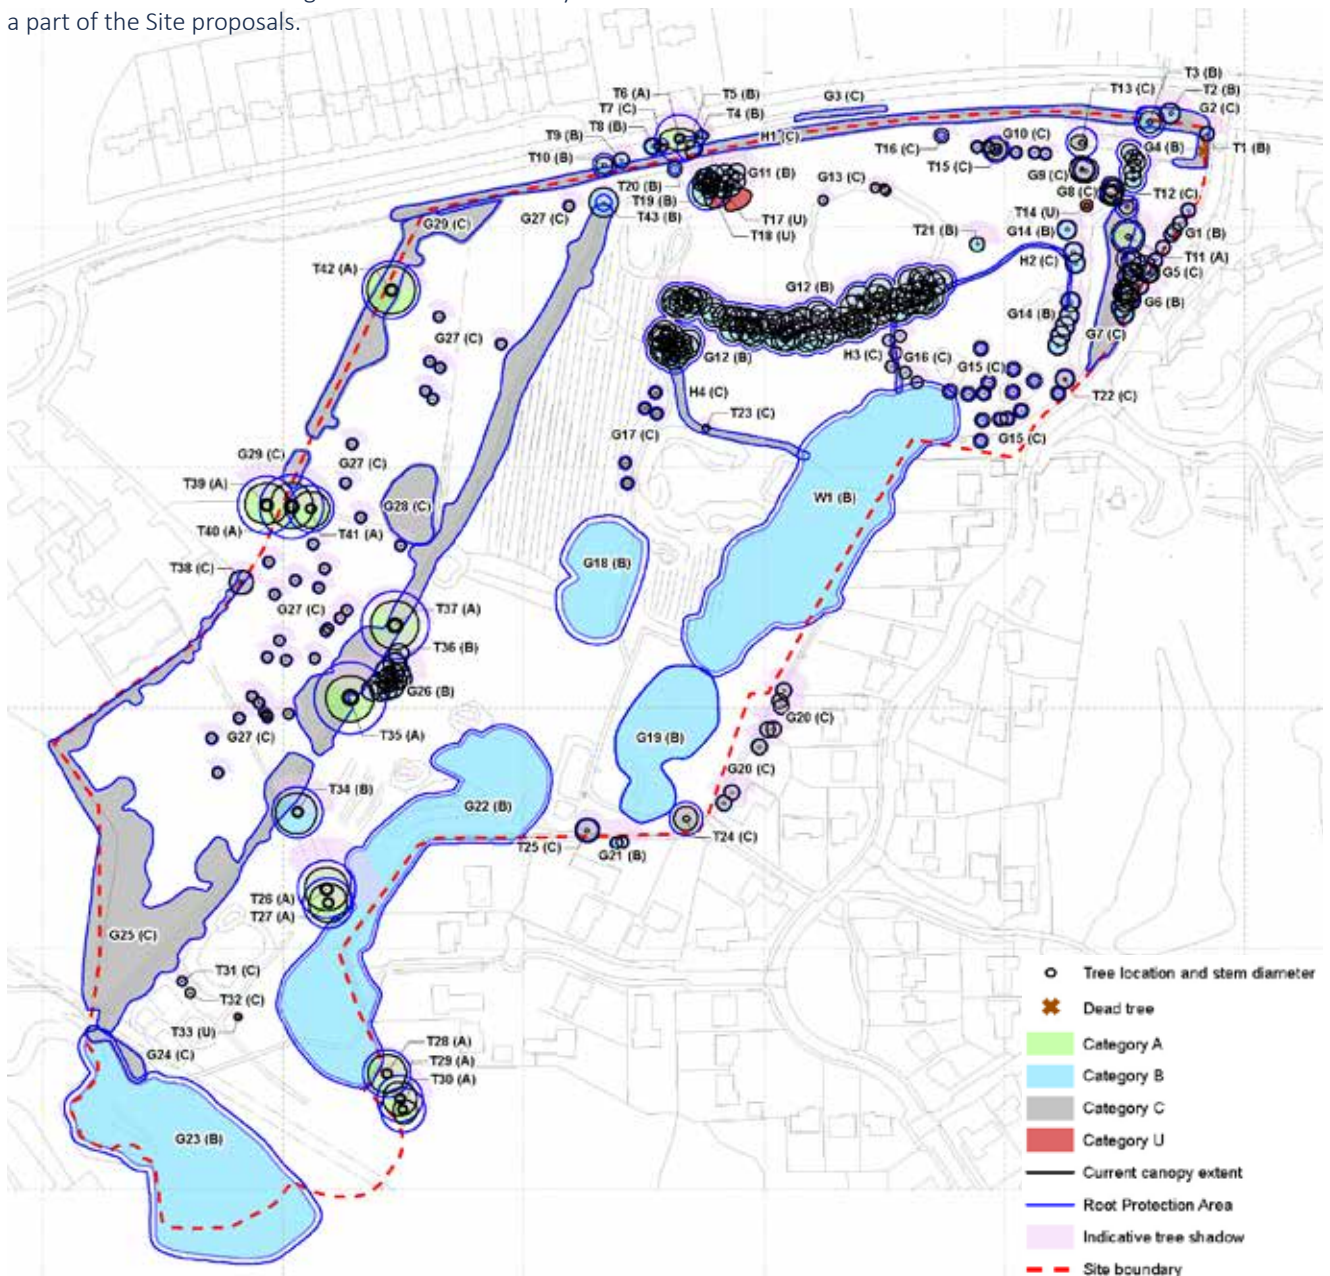 a part of the Site proposals.
T3 (B)
T13 (C)
T2 (B)
G2 (C)
T6 (A)
T5 (B)
T7 (C)
T4 (B)
G3 (C)
T8 (B)
T9 (B)
H1 (C)
T10 (B)
T16 (C)
G10 (C)
G4 (B)
T1 (B)
T15 (C)
G9 (C)
G11 (B)
T20 (B)
G13 (C)
G8 (C)
T12 (C)
T19 (B)
G27 (C)
T43 (B)
T17 (U)
T18 (U)
T14 (U)
G29 (C)
T21 (B)
G14 (B)
G1 (B)
T11 (A)
H2 (C)
G5 (C)
T42 (A)
G12 (B)
G6 (B)
G14 (B)
G27 (C)
G7 (C)
G12 (B)
H3 (C)
G16 (C)
G15 (C)
H4 (C)
T22 (C)
T23 (C)
G17 (C)
G15 (C)
G29 (C)
G27 (C)
T39 (A)
G28 (C)
W1 (B)
T40 (A)
T41 (A)
T38 (C)
G18 (B)
G27 (C)
T37 (A)
T36 (B)
G26 (B)
G20 (C)
T35 (A)
G27 (C)
G19 (B)
G20 (C)
T34 (B)
G22 (B)
T25 (C)
G21 (B)
T24 (C)
T26 (A)
T27 (A)
G25 (C)
T31 (C)
T32 (C)
T33 (U)
T28 (A)
G24 (C)
T29 (A)
T30 (A)
G23 (B)
Tree location and stem diameter
Dead tree
Category A
Category B
Category C
Category U
Current canopy extent
Root Protection Area
Indicative tree shadow
Site boundary